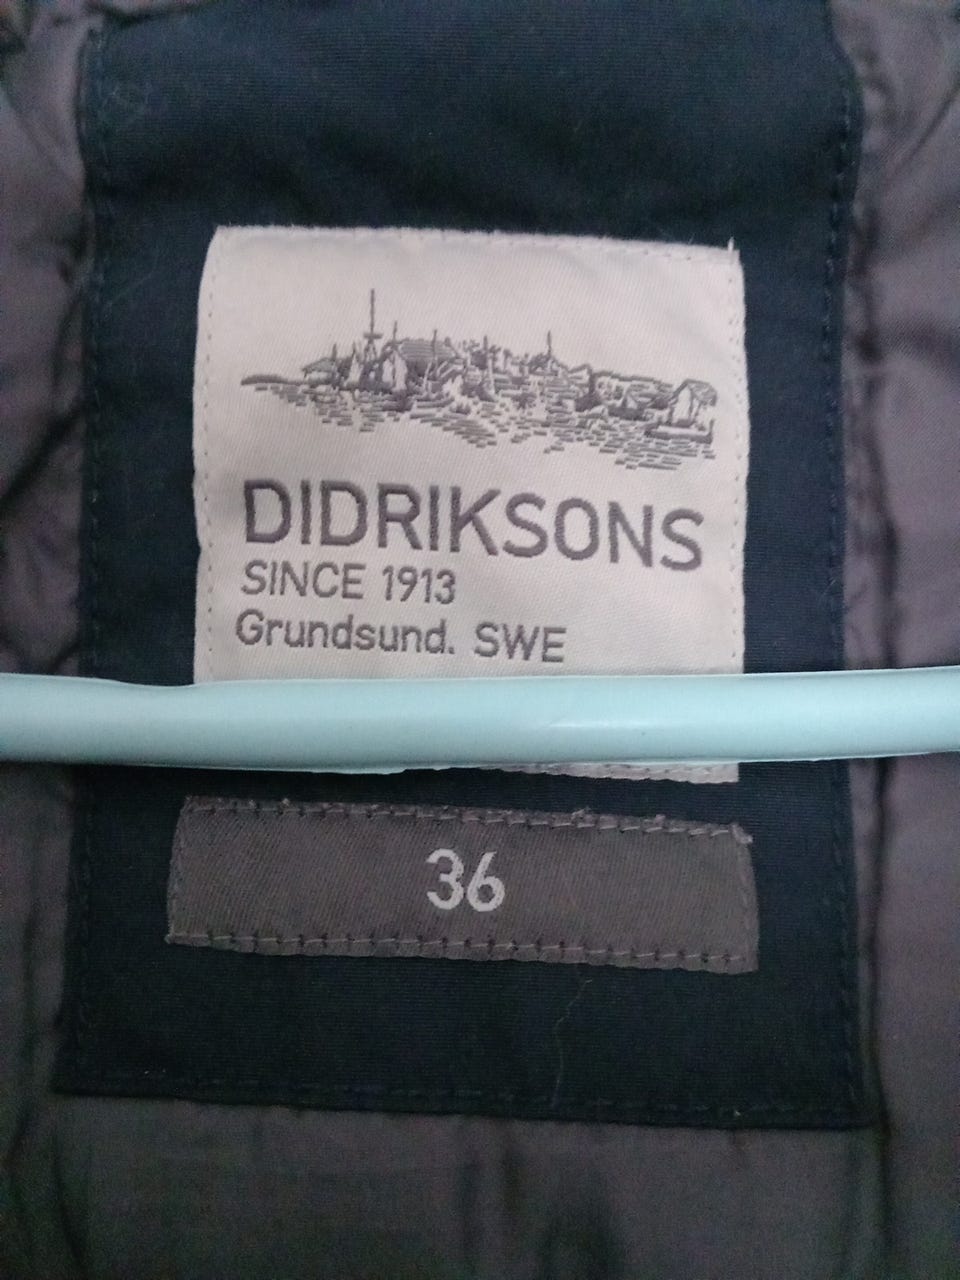 DIDRIKSONS
SINCE 1913
Grundsund. SWE
36